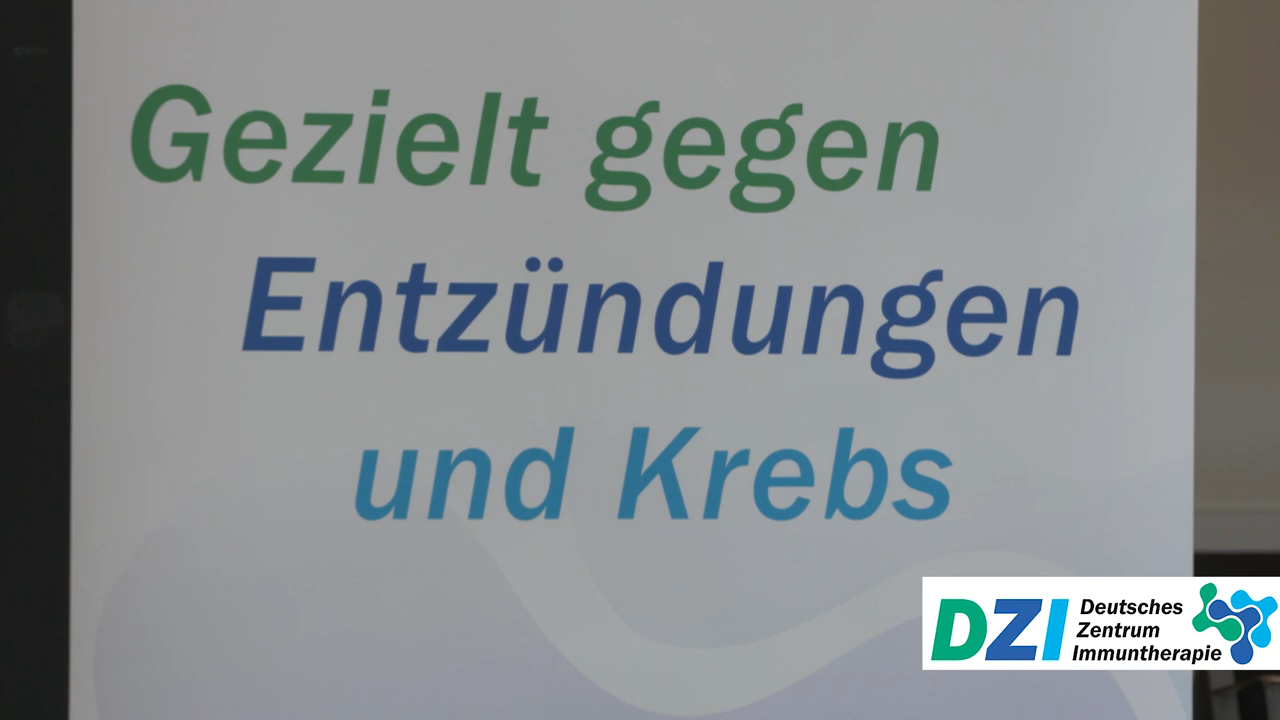 Gezielt gegen
Entzündungen
und Krebs
DZI
Deutsches
Zentrum
Immuntherapie